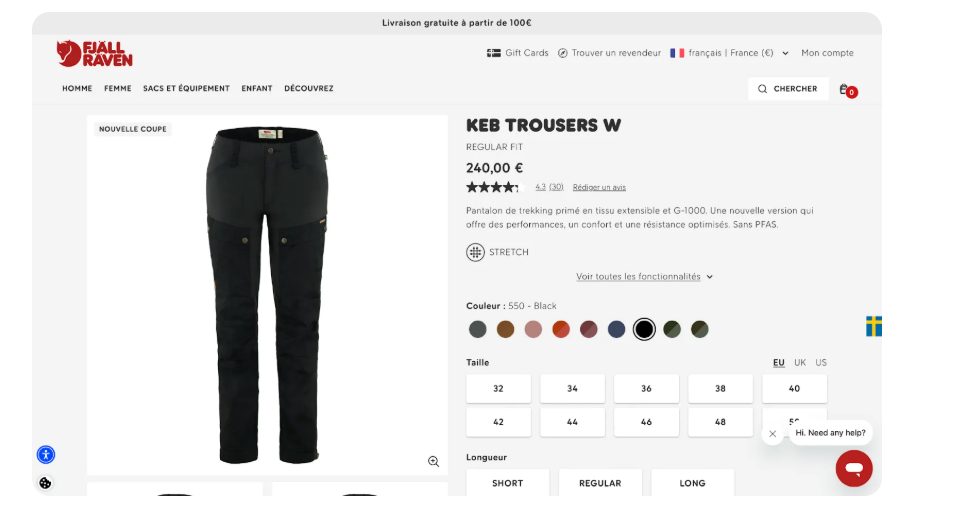 Livraison gratuite à partir de 100€
FJÄLL
RÄVEN
Gift Cards
Trouver un revendeur
français | France (€)
Mon compte
HOMME FEMME SACS ET ÉQUIPEMENT ENFANT DÉCOUVREZ
CHERCHER
0
NOUVELLE COUPE
KEB TROUSERS W
REGULAR FIT
240,00 €
4.3 (30) Rédiger un avis
Pantalon de trekking primé en tissu extensible et G-1000. Une nouvelle version qui
offre des performances, un confort et une résistance optimisés. Sans PFAS.
STRETCH
Voir toutes les fonctionnalités
Couleur : 550 - Black
Taille
EU UK US
32 34 36 38 40
42 44 46 48
Hi. Need any help?
Longueur
SHORT REGULAR LONG